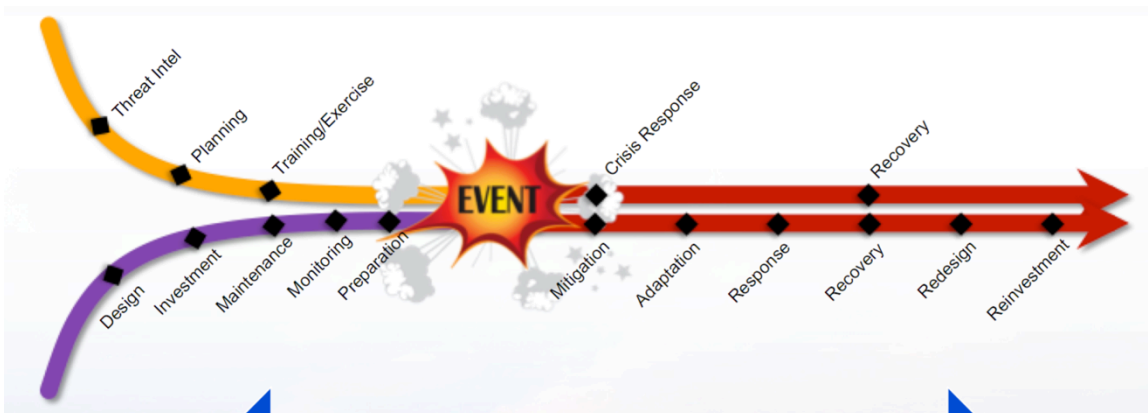 Threat Intel
Planning
Training/Exercise
EVENT
Crisis Response
Recovery
Design
Investment
Maintenance
Monitoring
Preparation
Mitigation
Adaptation
Response
Recovery
Redesign
Reinvestment